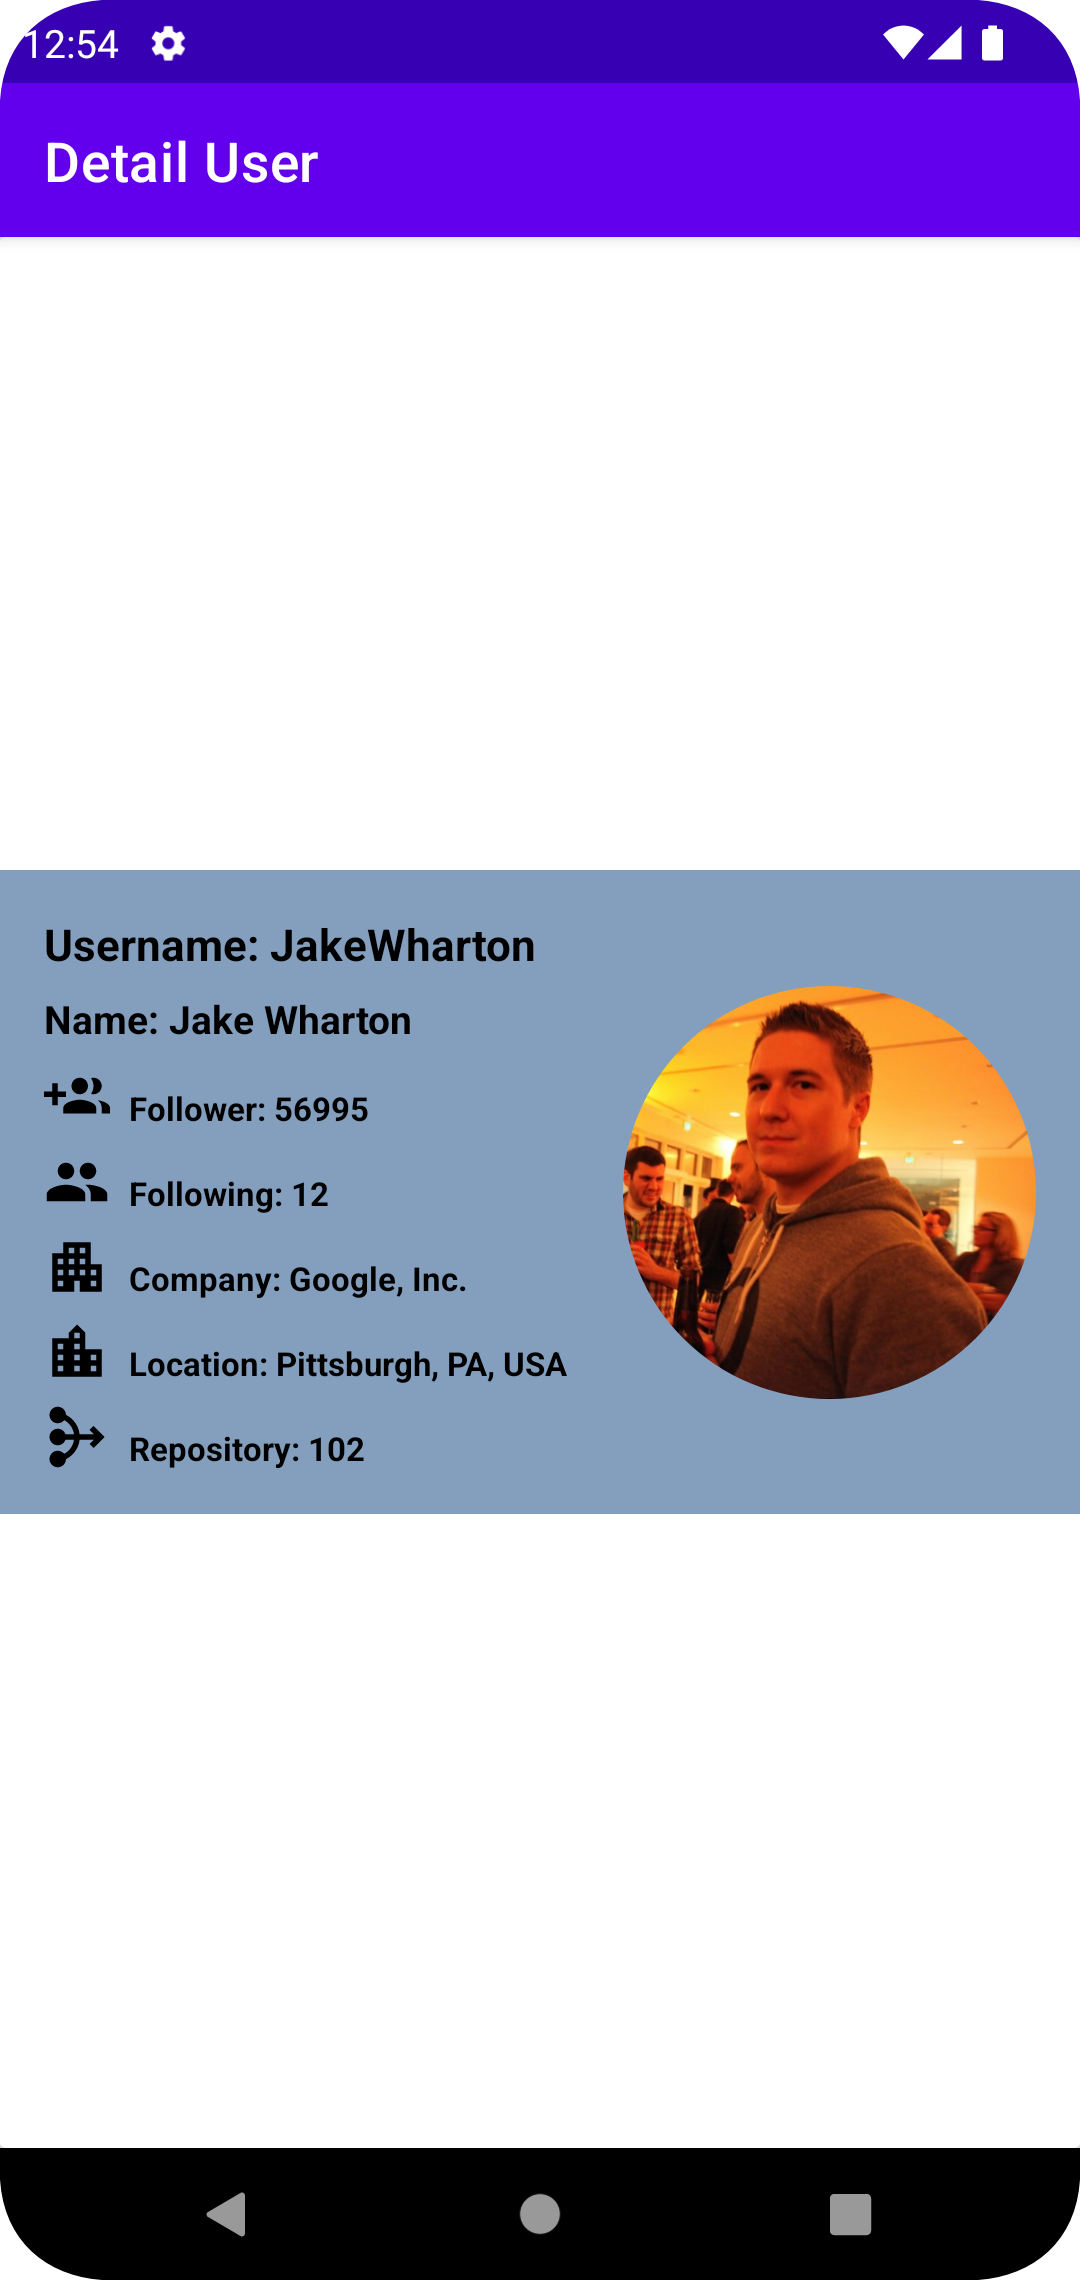 12:54
Detail User
Username: JakeWharton
Name: Jake Wharton
Follower: 56995
Following: 12
Company: Google, Inc.
Location: Pittsburgh, PA, USA
Repository: 102